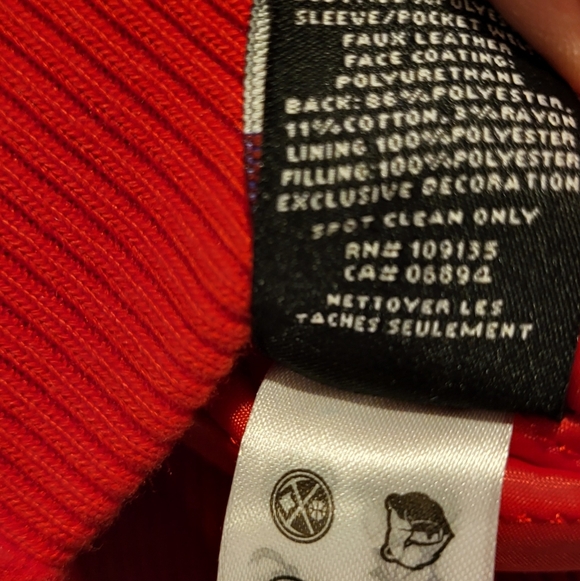 SLEEVE/POCKET
FAUX LEATHER
FACE COATING:
POLYURETHANE
BACK: 86%POLYESTER,
11%COTTON, 3%RAYON
LINING 100%POLYESTER
FILLING:100%POLYESTER
EXCLUSIVE DECORATION
SPOT CLEAN ONLY
RN# 109135
CA# 06894
NETTOYER LES
TACHES SEULEMENT